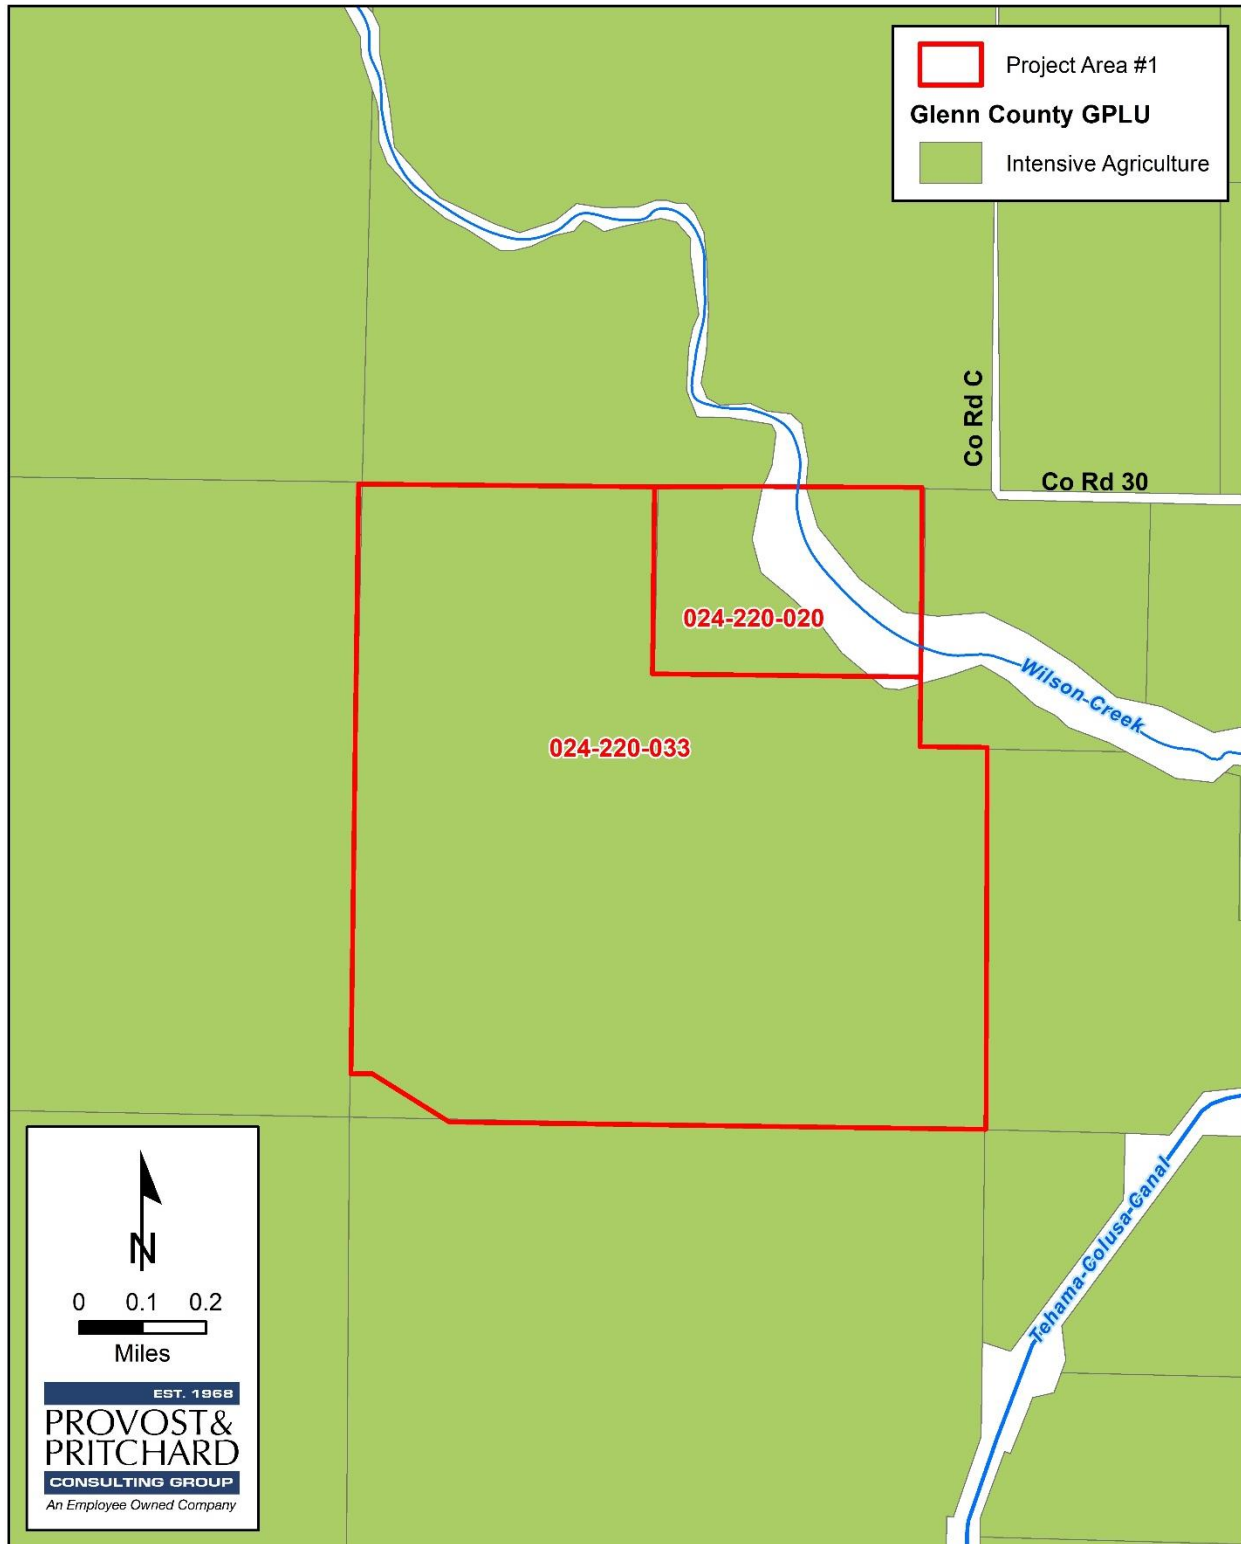 Project Area #1
Glenn County GPLU
Intensive Agriculture
Co Rd C
Co Rd 30
024-220-020
Wilson-Creek
024-220-033
Tehama-Colusa-Canal
N
0 0.1 0.2
Miles
EST. 1968
PROVOST&
PRITCHARD
CONSULTING GROUP
An Employee Owned Company